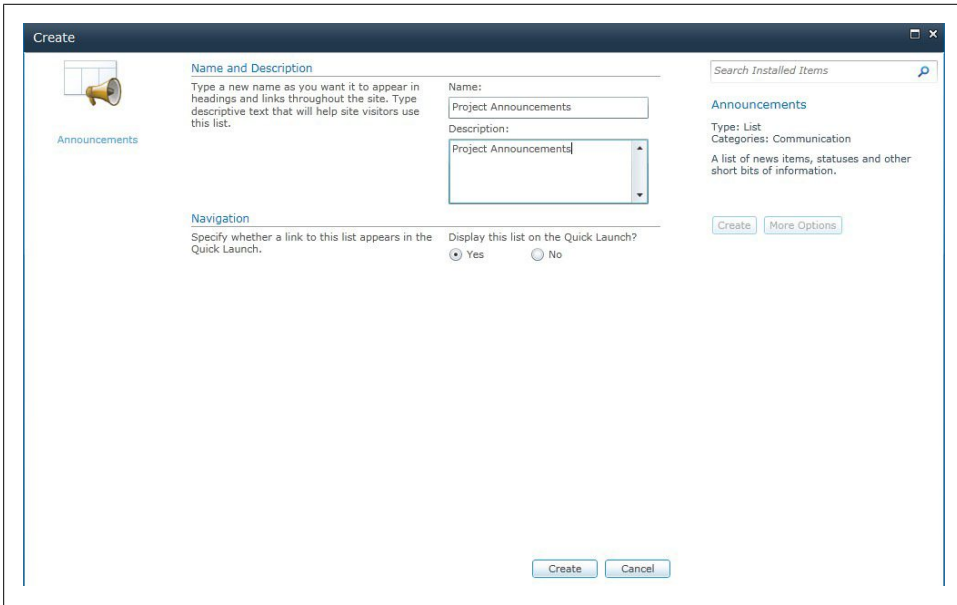 Create
Announcements
Name and Description
Type a new name as you want it to appear in
headings and links throughout the site. Type
descriptive text that will help site visitors use
this list.
Name:
Project Announcements
Description:
Project Announcements
Navigation
Specify whether a link to this list appears in the
Quick Launch.
Display this list on the Quick Launch?
Yes No
Search Installed Items
Announcements
Type: List
Categories: Communication
A list of news items, statuses and other
short bits of information.
Create More Options
Create Cancel